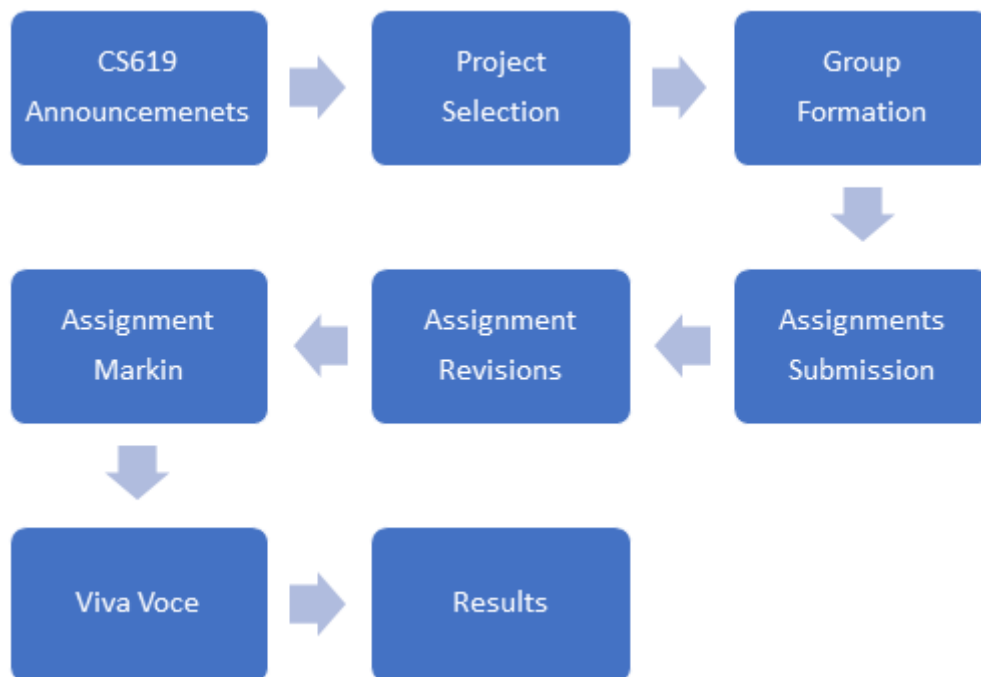 CS619
Announcemenets
Project
Selection
Group
Formation
Assignments
Submission
Assignment
Revisions
Assignment
Markin
Viva Voce
Results